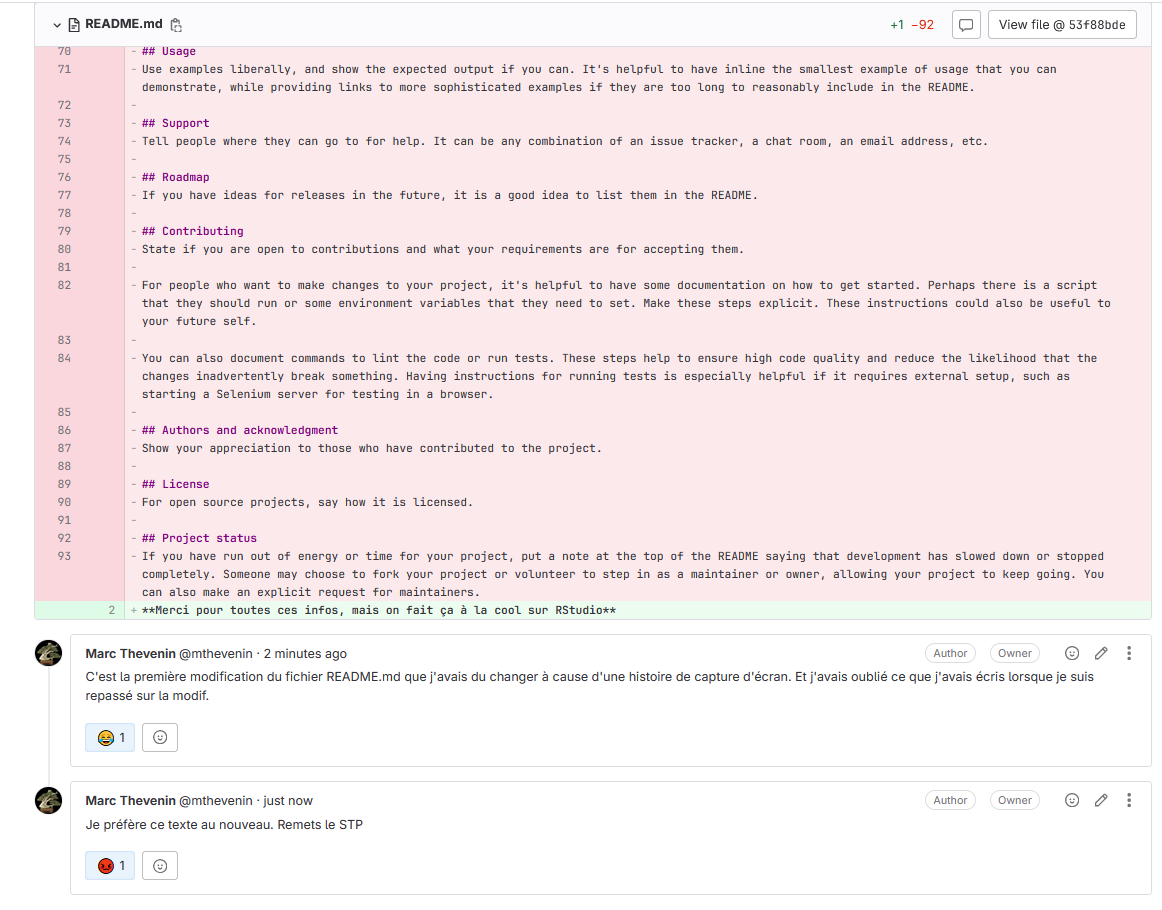 README.md +1 −92 View file @ 53f88bde
70 - ## Usage
71 - Use examples liberally, and show the expected output if you can. It's helpful to have inline the smallest example of usage that you can
demonstrate, while providing links to more sophisticated examples if they are too long to reasonably include in the README.
72 -
73 - ## Support
74 - Tell people where they can go to for help. It can be any combination of an issue tracker, a chat room, an email address, etc.
75 -
76 - ## Roadmap
77 - If you have ideas for releases in the future, it is a good idea to list them in the README.
78 -
79 - ## Contributing
80 - State if you are open to contributions and what your requirements are for accepting them.
81 -
82 - For people who want to make changes to your project, it's helpful to have some documentation on how to get started. Perhaps there is a script
that they should run or some environment variables that they need to set. Make these steps explicit. These instructions could also be useful to
your future self.
83 -
84 - You can also document commands to lint the code or run tests. These steps help to ensure high code quality and reduce the likelihood that the
changes inadvertently break something. Having instructions for running tests is especially helpful if it requires external setup, such as
starting a Selenium server for testing in a browser.
85 -
86 - ## Authors and acknowledgment
87 - Show your appreciation to those who have contributed to the project.
88 -
89 - ## License
90 - For open source projects, say how it is licensed.
91 -
92 - ## Project status
93 - If you have run out of energy or time for your project, put a note at the top of the README saying that development has slowed down or stopped
completely. Someone may choose to fork your project or volunteer to step in as a maintainer or owner, allowing your project to keep going. You
can also make an explicit request for maintainers.
2 + **Merci pour toutes ces infos, mais on fait ça à la cool sur RStudio**
Marc Thevenin @mthevenin · 2 minutes ago Author Owner
C'est la première modification du fichier README.md que j'avais du changer à cause d'une histoire de capture d'écran. Et j'avais oublié ce que j'avais écris lorsque je suis
repassé sur la modif.
😂 1
Marc Thevenin @mthevenin · just now Author Owner
Je préfère ce texte au nouveau. Remets le STP
😡 1